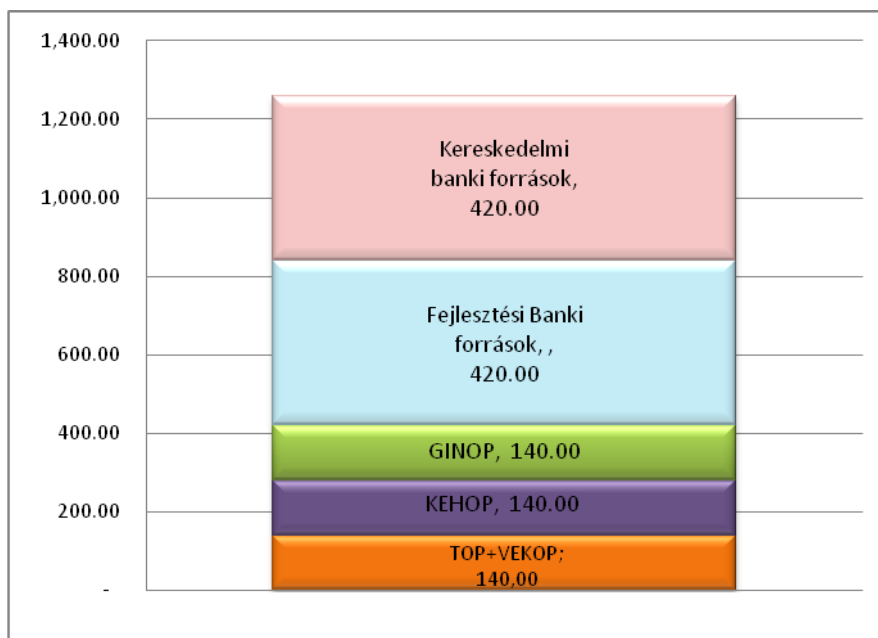 1,400.00
1,200.00
1,000.00
800.00
600.00
400.00
200.00
-
Kereskedelmi
banki források,
420.00
Fejlesztési Banki
források, ,
420.00
GINOP, 140.00
KEHOP, 140.00
TOP+VEKOP;
140,00